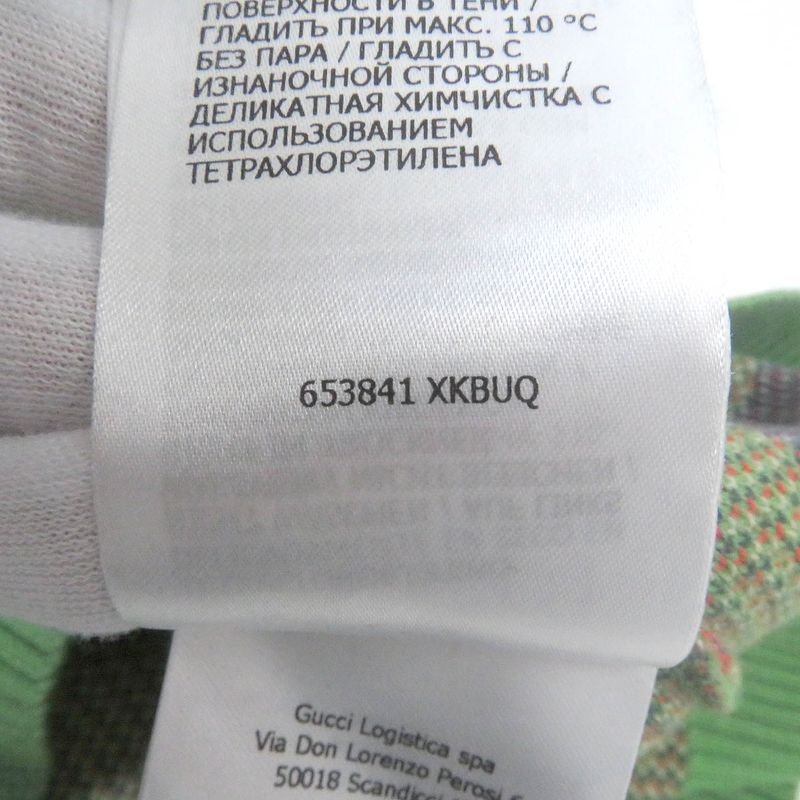 ПОВЕРХНОСТИ В ТЕНИ /
ГЛАДИТЬ ПРИ МАКС. 110 °C
БЕЗ ПАРА / ГЛАДИТЬ С
ИЗНАНОЧНОЙ СТОРОНЫ /
ДЕЛИКАТНАЯ ХИМЧИСТКА С
ИСПОЛЬЗОВАНИЕМ
ТЕТРАХЛОРЭТИЛЕНА
653841 XKBUQ
Gucci Logistica spa
Via Don Lorenzo Perosi
50018 Scandicci